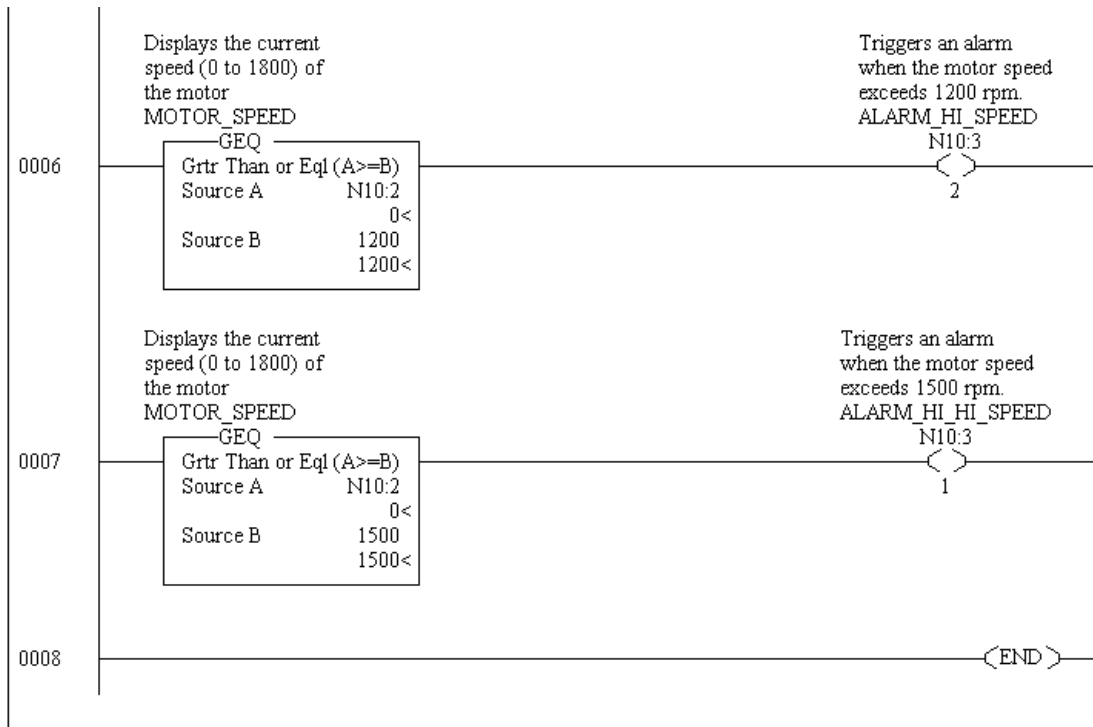 Displays the current
speed (0 to 1800) of
the motor
MOTOR_SPEED
GEQ
Grtr Than or Eql (A>=B)
Source A N10:2
0<
Source B 1200
1200<
Triggers an alarm
when the motor speed
exceeds 1200 rpm.
ALARM_HI_SPEED
N10:3
2
0006
Displays the current
speed (0 to 1800) of
the motor
MOTOR_SPEED
GEQ
Grtr Than or Eql (A>=B)
Source A N10:2
0<
Source B 1500
1500<
Triggers an alarm
when the motor speed
exceeds 1500 rpm.
ALARM_HI_HI_SPEED
N10:3
1
0007
0008
END